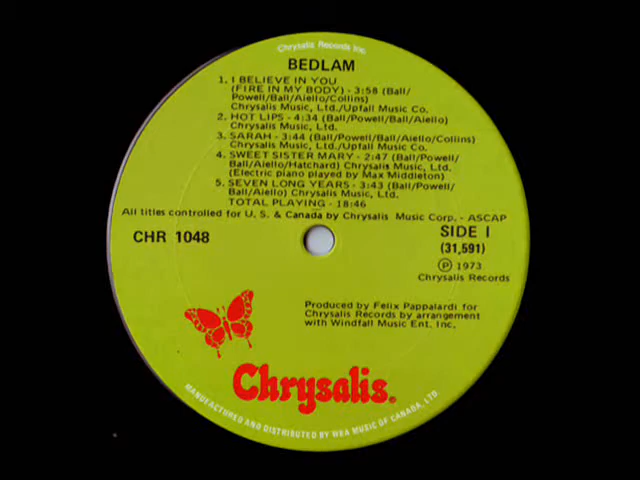 Chrysalis Records Inc.
BEDLAM
1. I BELIEVE IN YOU
(FIRE IN MY BODY) - 3:58 (Ball/
Powell/Ball/Aiello/Collins)
Chrysalis Music, Ltd./Upfall Music Co.
2. HOT LIPS - 4:34 (Ball/Powell/Ball/Aiello)
Chrysalis Music, Ltd.
3. SARAH - 3:44 (Ball/Powell/Ball/Aiello/Collins)
Chrysalis Music, Ltd./Upfall Music Co.
4. SWEET SISTER MARY - 2:47 (Ball/Powell/
Ball/Aiello/Hatchard) Chrysalis Music, Ltd.
(Electric piano played by Max Middleton)
5. SEVEN LONG YEARS - 3:43 (Ball/Powell/
Ball/Aiello) Chrysalis Music, Ltd.
TOTAL PLAYING - 18:46
All titles controlled for U. S. & Canada by Chrysalis Music Corp. - ASCAP
CHR 1048
SIDE I
(31,591)
Ⓟ 1973
Chrysalis Records
Produced by Felix Pappalardi for
Chrysalis Records by arrangement
with Windfall Music Ent. Inc.
Chrysalis®
MANUFACTURED AND DISTRIBUTED BY WEA MUSIC OF CANADA, LTD.